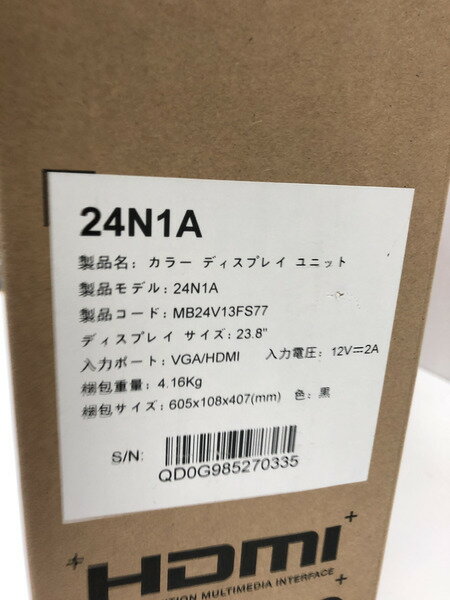 24N1A
製品名: カラー ディスプレイ ユニット
製品モデル: 24N1A
製品コード: MB24V13FS77
ディスプレイ サイズ: 23.8"
入力ポート: VGA/HDMI 入力電圧: 12V⎓2A
梱包重量: 4.16Kg
梱包サイズ: 605x108x407(mm) 色: 黒
S/N:
QD0G985270335
HDMI
MULTIMEDIA INTERFACE